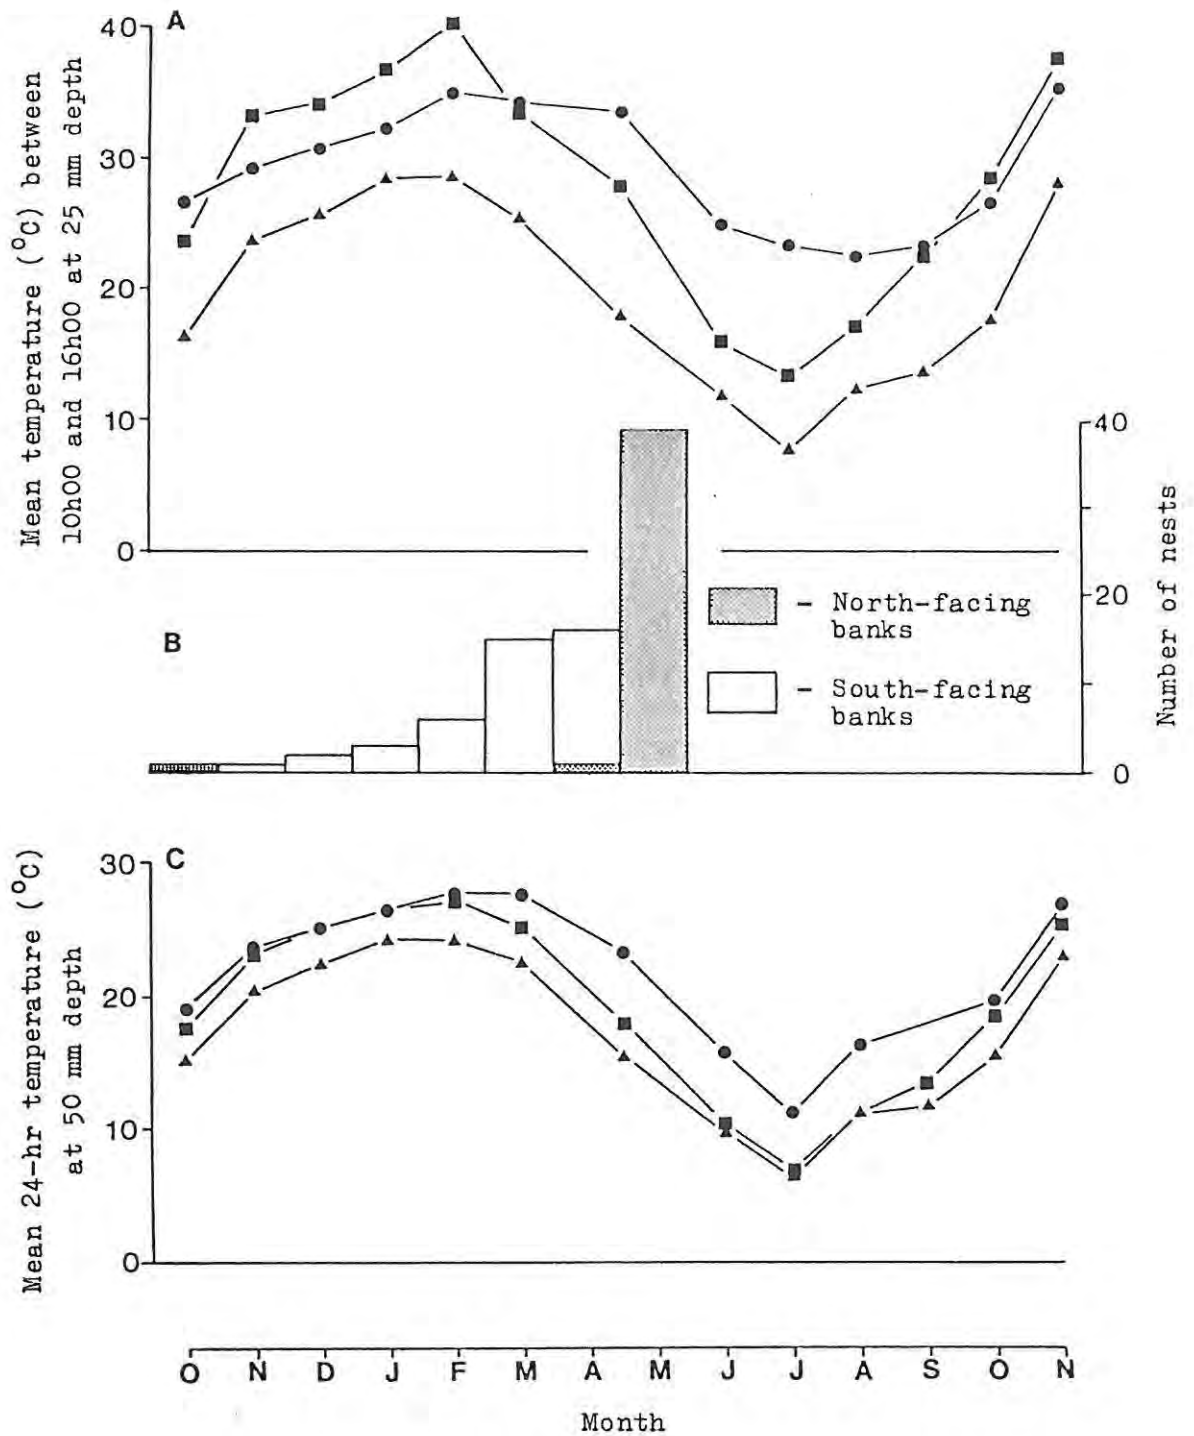 A
Mean temperature (°C) between
10h00 and 16h00 at 25 mm depth
40
30
20
10
0
B
40
20
0
Number of nests
- North-facing
banks
- South-facing
banks
C
Mean 24-hr temperature (°C)
at 50 mm depth
30
20
10
0
O N D J F M A M J J A S O N
Month